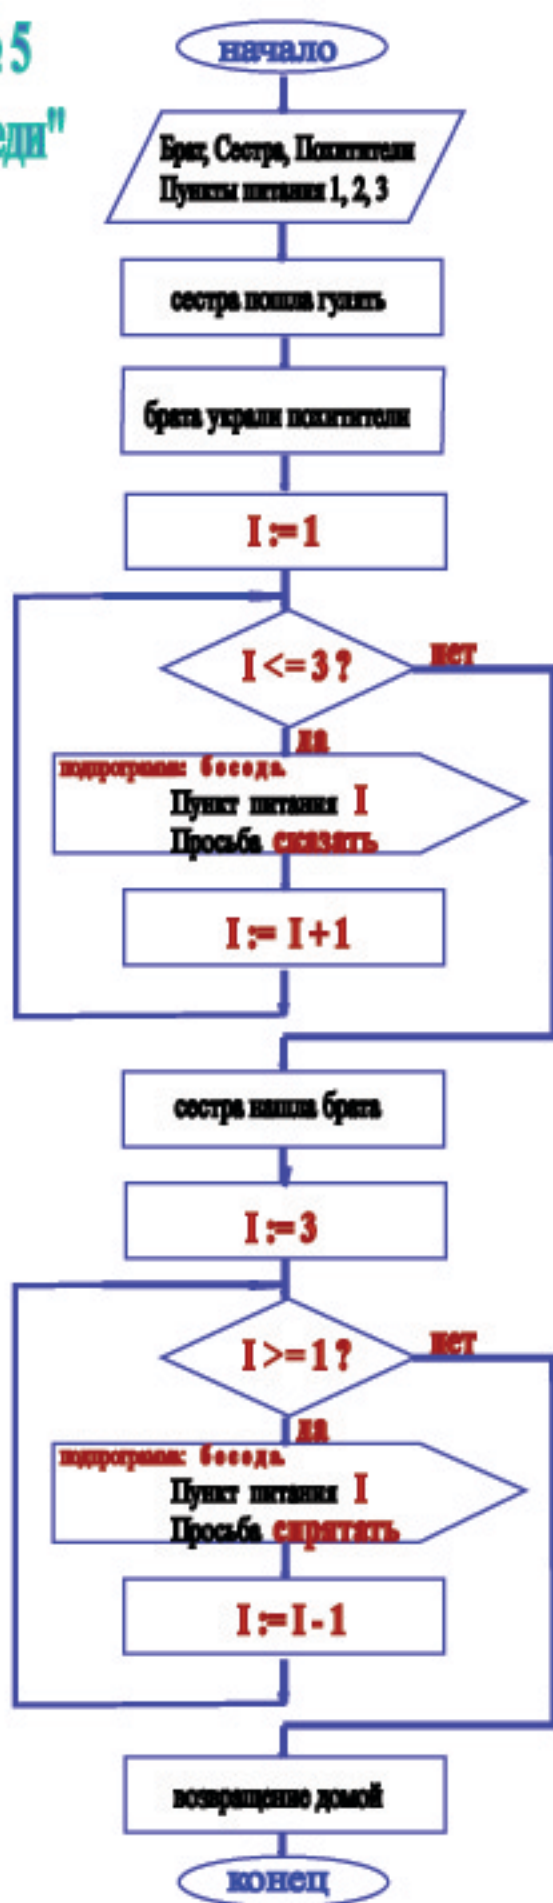 5
еди"
начало
Брат, Сестра, Похитители
Пункты питания 1, 2, 3
сестра пошла гулять
брата украли похитители
I := 1
I <= 3 ?
нет
да
подпрограмма: беседа.
Пункт питания I
Просьба сказать
I := I + 1
сестра нашла брата
I := 3
I >= 1 ?
нет
да
подпрограмма: беседа.
Пункт питания I
Просьба спрятать
I := I - 1
возвращение домой
конец